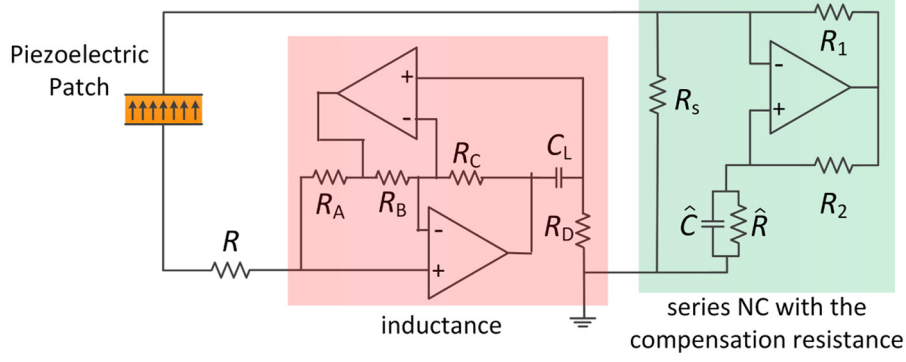 Piezoelectric
Patch
R
R_A
R_B
R_C
C_L
R_D
+
-
-
+
inductance
R_s
R_1
-
+
R_2
Ĉ
R̂
series NC with the
compensation resistance